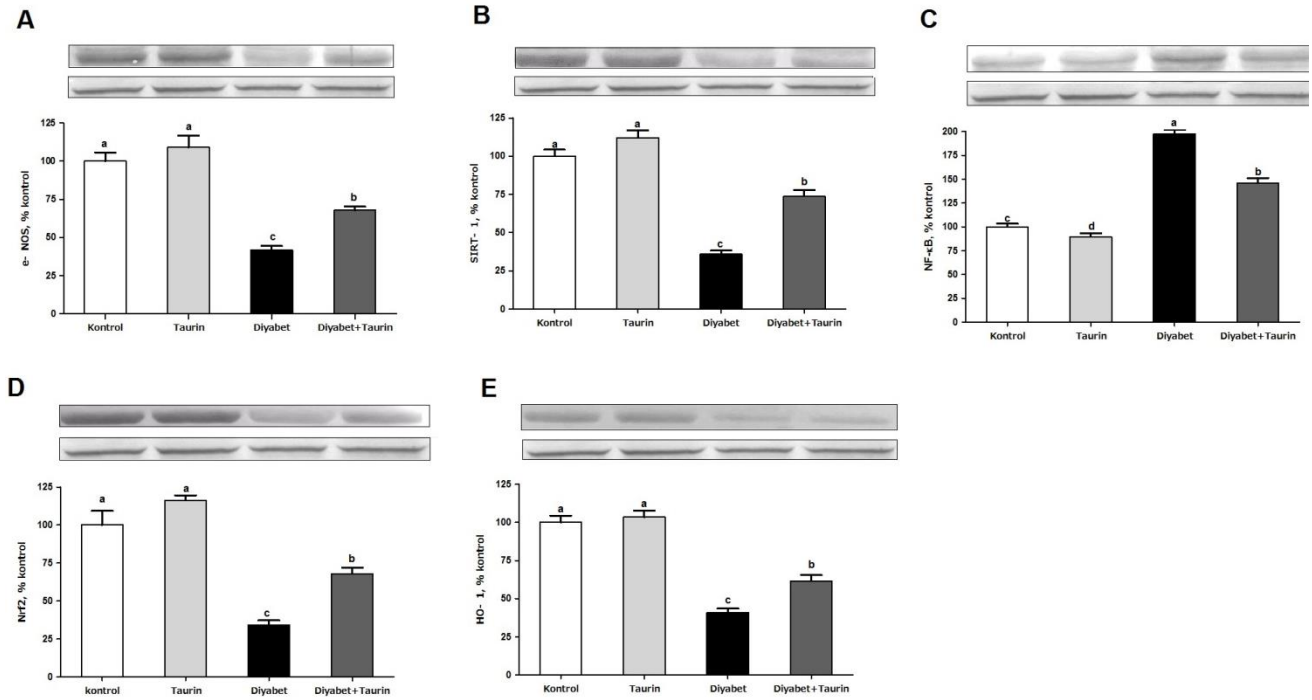 A
125
100
75
50
25
0
e- NOS, % kontrol
a
a
c
b
Kontrol Taurin Diyabet Diyabet+Taurin
B
125
100
75
50
25
0
SIRT- 1, % kontrol
a
a
c
b
Kontrol Taurin Diyabet Diyabet+Taurin
C
200
175
150
125
100
75
50
25
0
NF-κB, % kontrol
c
d
a
b
Kontrol Taurin Diyabet Diyabet+Taurin
D
125
100
75
50
25
0
Nrf2, % kontrol
a
a
c
b
kontrol Taurin Diyabet Diyabet+Taurin
E
125
100
75
50
25
0
HO- 1, % kontrol
a
a
c
b
Kontrol Taurin Diyabet Diyabet+Taurin